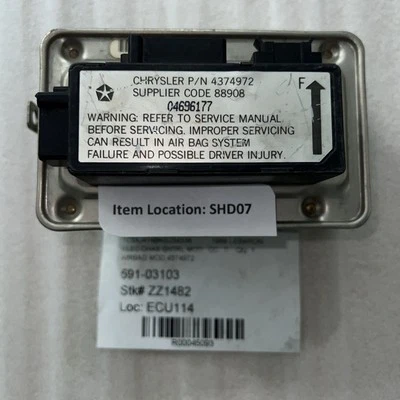 CHRYSLER P/N 4374972
SUPPLIER CODE 88908
04696177
F
WARNING: REFER TO SERVICE MANUAL
BEFORE SERVICING. IMPROPER SERVICING
CAN RESULT IN AIR BAG SYSTEM
FAILURE AND POSSIBLE DRIVER INJURY.
Item Location: SHD07
591-03103
Stk# ZZ1482
Loc: ECU114